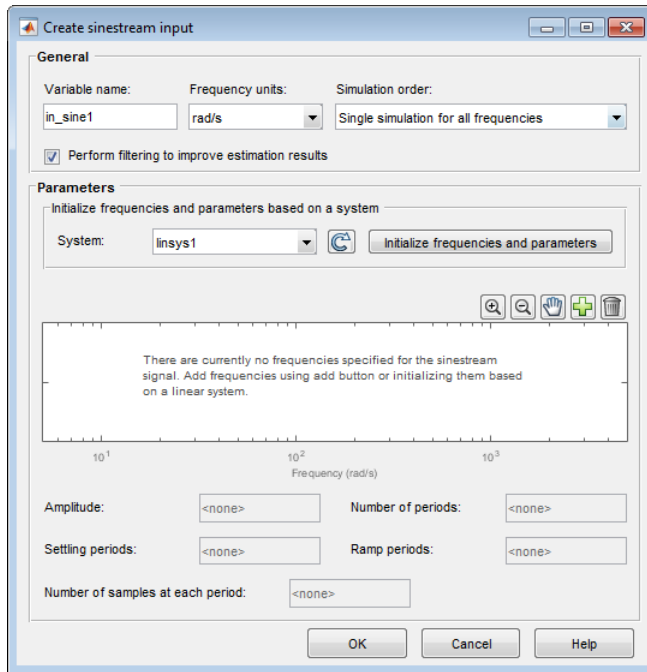 Create sinestream input
General
Variable name: Frequency units: Simulation order:
in_sine1 rad/s Single simulation for all frequencies
Perform filtering to improve estimation results
Parameters
Initialize frequencies and parameters based on a system
System: linsys1 Initialize frequencies and parameters
There are currently no frequencies specified for the sinestream
signal. Add frequencies using add button or initializing them based
on a linear system.
10¹ 10² 10³
Frequency (rad/s)
Amplitude: <none> Number of periods: <none>
Settling periods: <none> Ramp periods: <none>
Number of samples at each period: <none>
OK Cancel Help